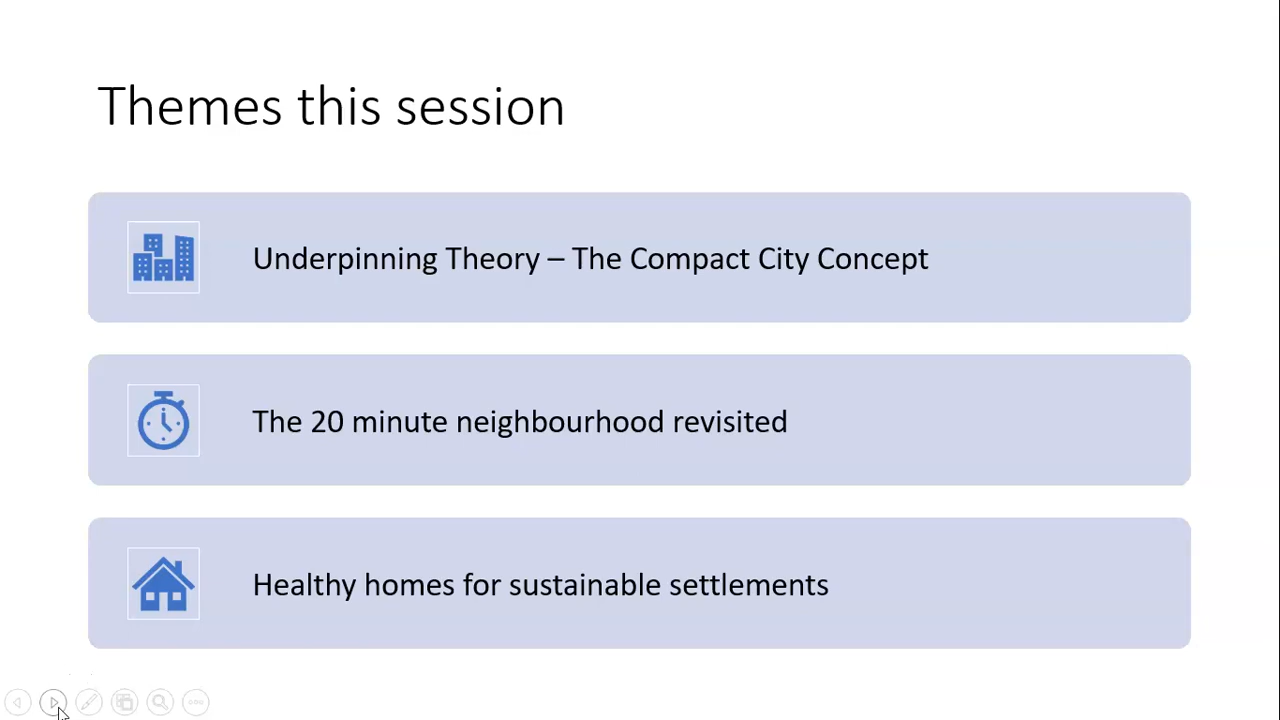 Themes this session
Underpinning Theory – The Compact City Concept
The 20 minute neighbourhood revisited
Healthy homes for sustainable settlements